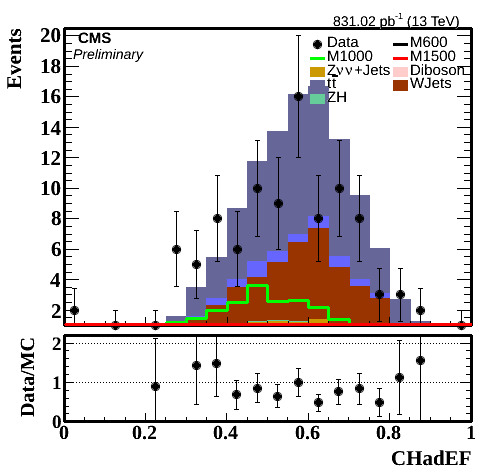 831.02 pb⁻¹ (13 TeV)
CMS
Preliminary
Data
M600
M1000
M1500
Zνν+Jets
Diboson
tt̄
WJets
ZH
Events
20
18
16
14
12
10
8
6
4
2
Data/MC
2
1
0
0 0.2 0.4 0.6 0.8 1
CHadEF